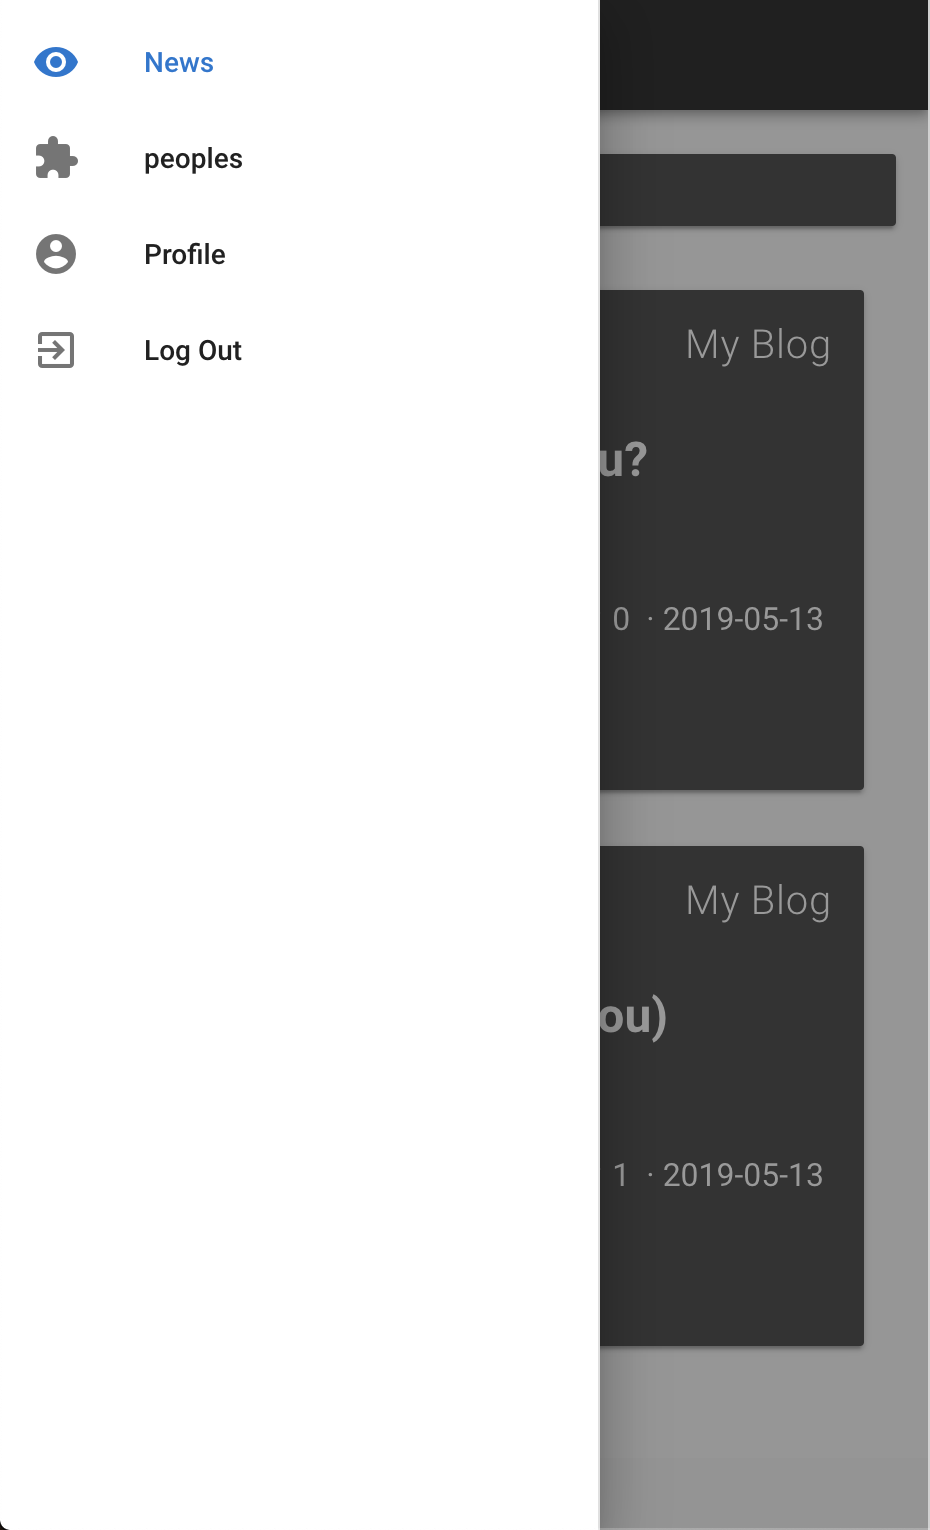 News
peoples
Profile
Log Out
My Blog
u?
0 · 2019-05-13
My Blog
ou)
1 · 2019-05-13